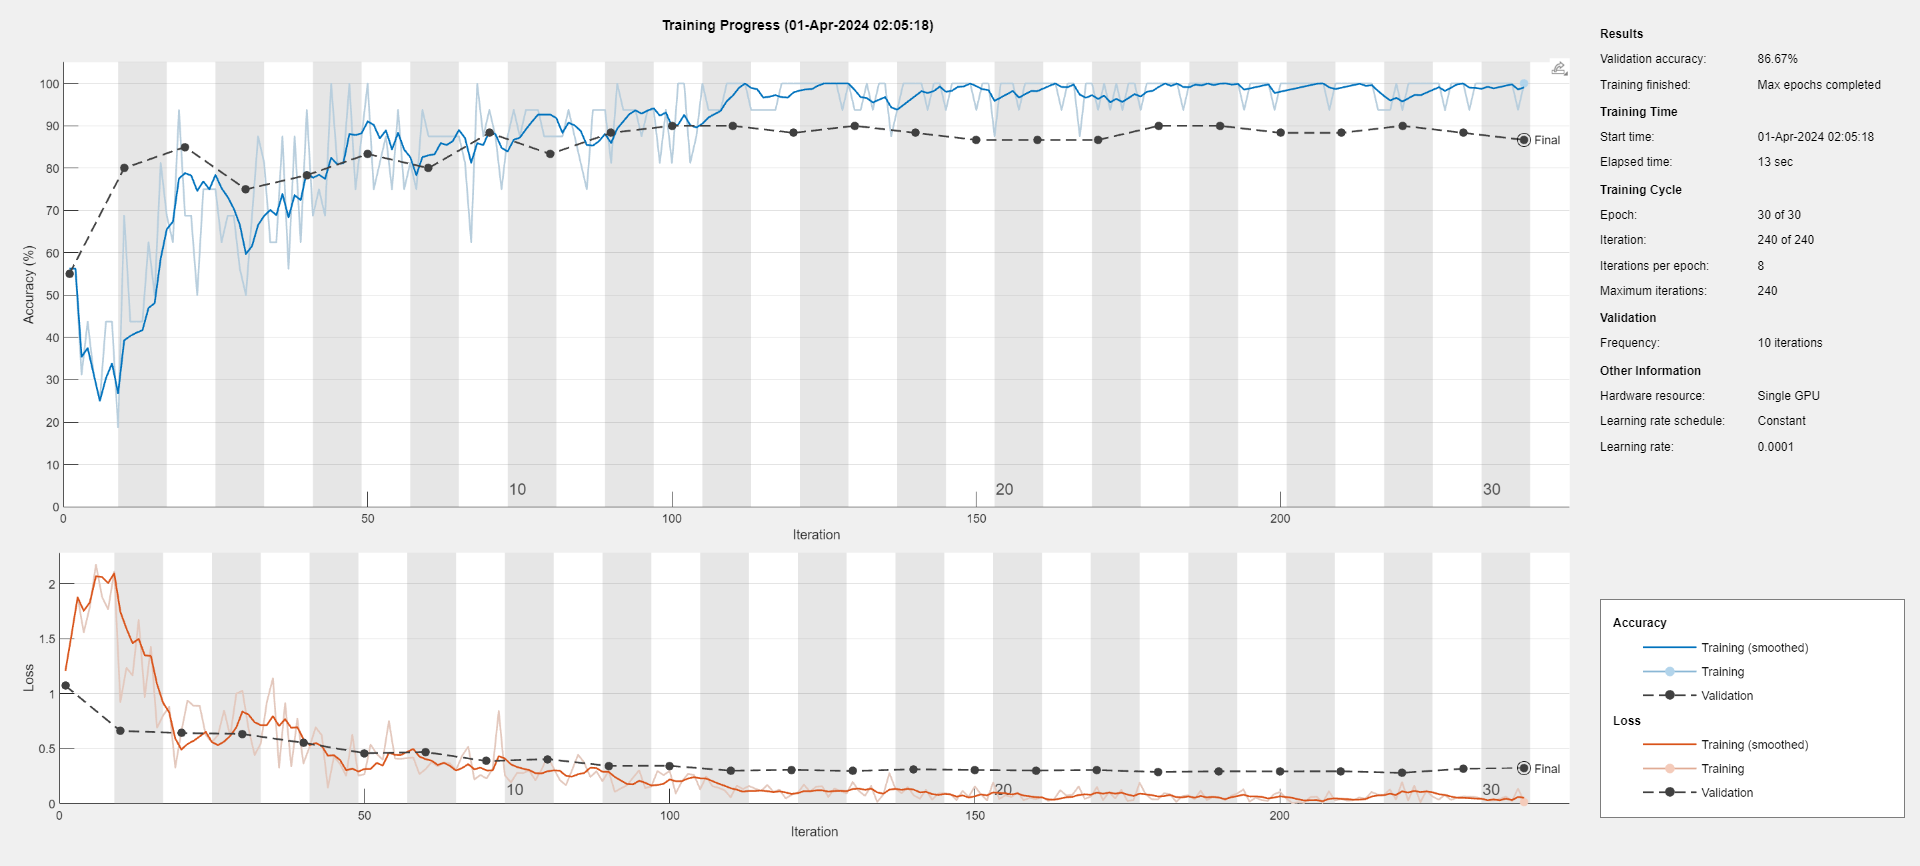 Training Progress (01-Apr-2024 02:05:18)
100
90
80
70
60
50
40
30
20
10
0
Accuracy (%)
Final
10
20
30
0
50
100
150
200
Iteration
2
1.5
1
0.5
0
Loss
Final
10
20
30
0
50
100
150
200
Iteration
Results
Validation accuracy: 86.67%
Training finished: Max epochs completed
Training Time
Start time: 01-Apr-2024 02:05:18
Elapsed time: 13 sec
Training Cycle
Epoch: 30 of 30
Iteration: 240 of 240
Iterations per epoch: 8
Maximum iterations: 240
Validation
Frequency: 10 iterations
Other Information
Hardware resource: Single GPU
Learning rate schedule: Constant
Learning rate: 0.0001
Accuracy
Training (smoothed)
Training
Validation
Loss
Training (smoothed)
Training
Validation